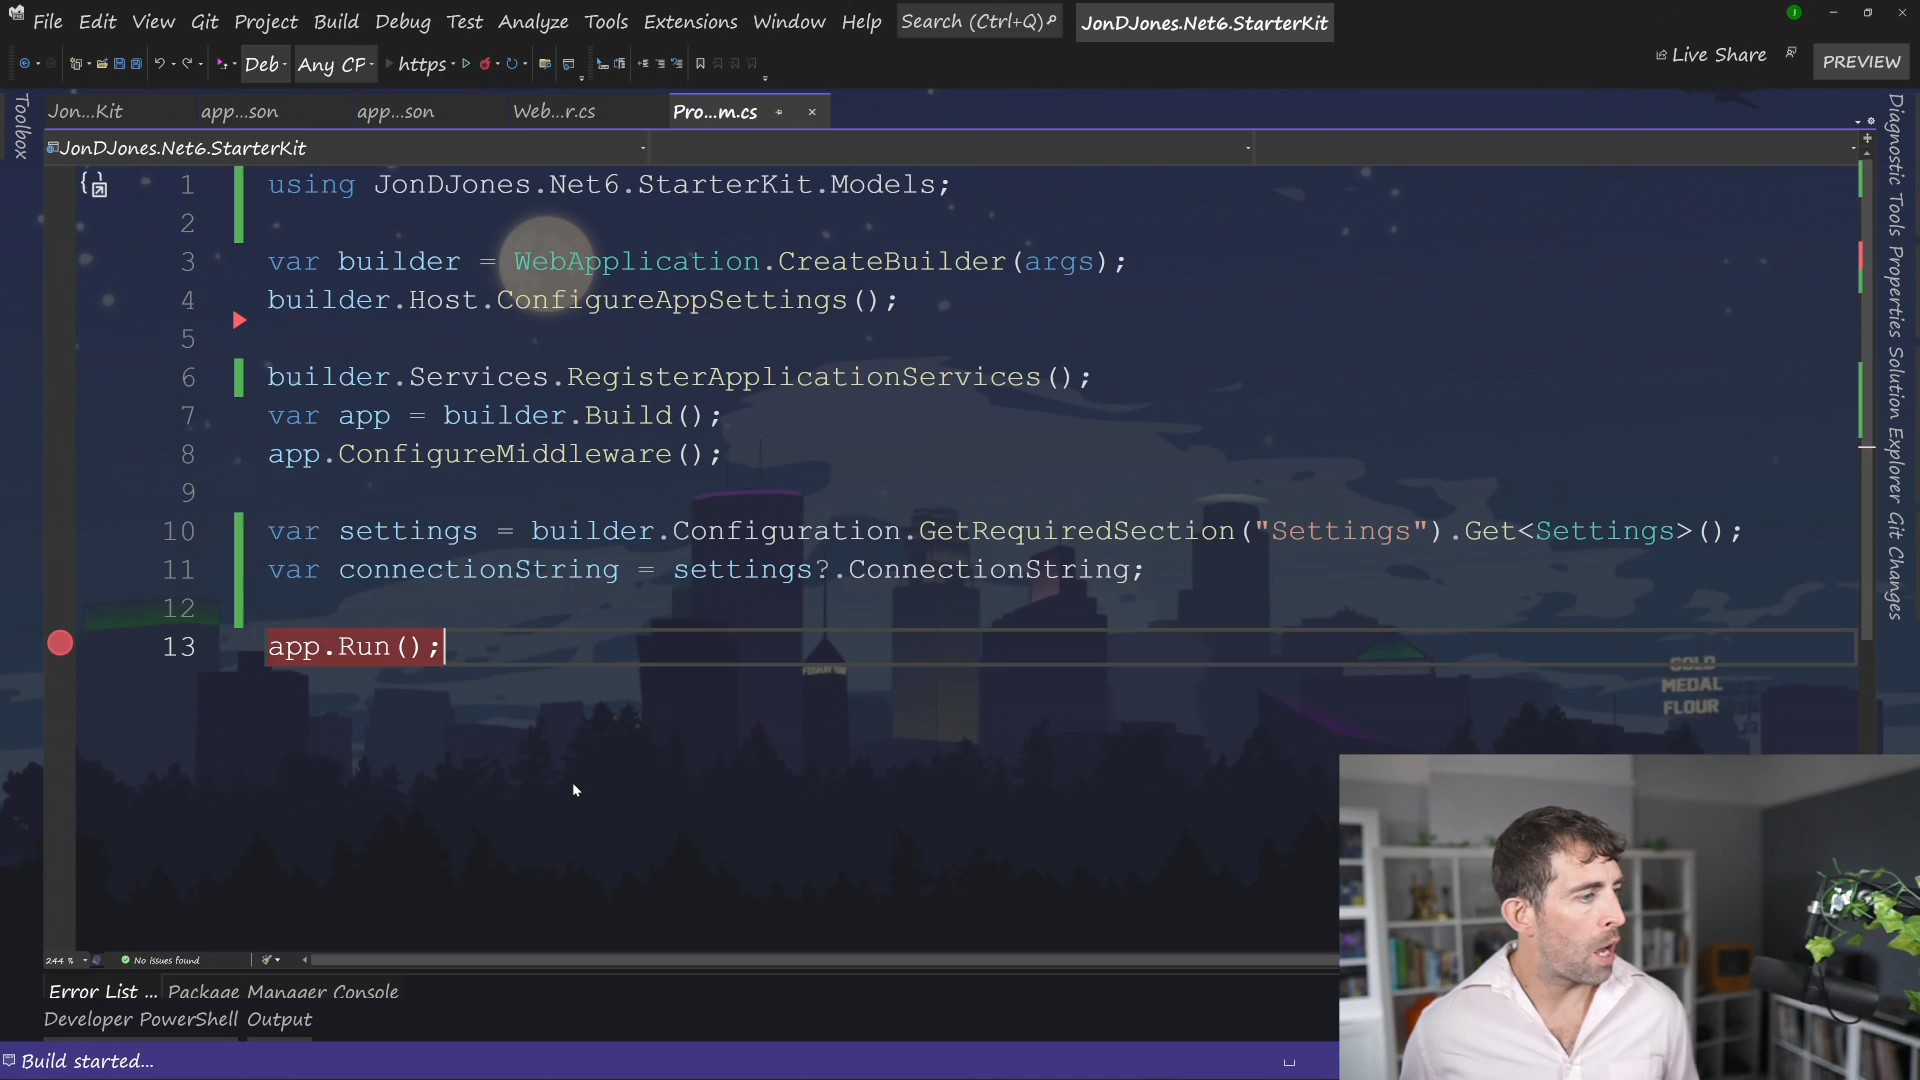 File Edit View Git Project Build Debug Test Analyze Tools Extensions Window Help Search (Ctrl+Q) JonDJones.Net6.StarterKit
Deb Any CF https Live Share PREVIEW
Jon...Kit app...son app...son Web...r.cs Pro...m.cs
JonDJones.Net6.StarterKit
Toolbox
1 using JonDJones.Net6.StarterKit.Models;
2
3 var builder = WebApplication.CreateBuilder(args);
4 builder.Host.ConfigureAppSettings();
5
6 builder.Services.RegisterApplicationServices();
7 var app = builder.Build();
8 app.ConfigureMiddleware();
9
10 var settings = builder.Configuration.GetRequiredSection("Settings").Get<Settings>();
11 var connectionString = settings?.ConnectionString;
12
13 app.Run();
FOSHAY
GOLD
MEDAL
FLOUR
Diagnostic Tools Properties Solution Explorer Git Changes
244 % No issues found
Error List ... Package Manager Console
Developer PowerShell Output
Build started...